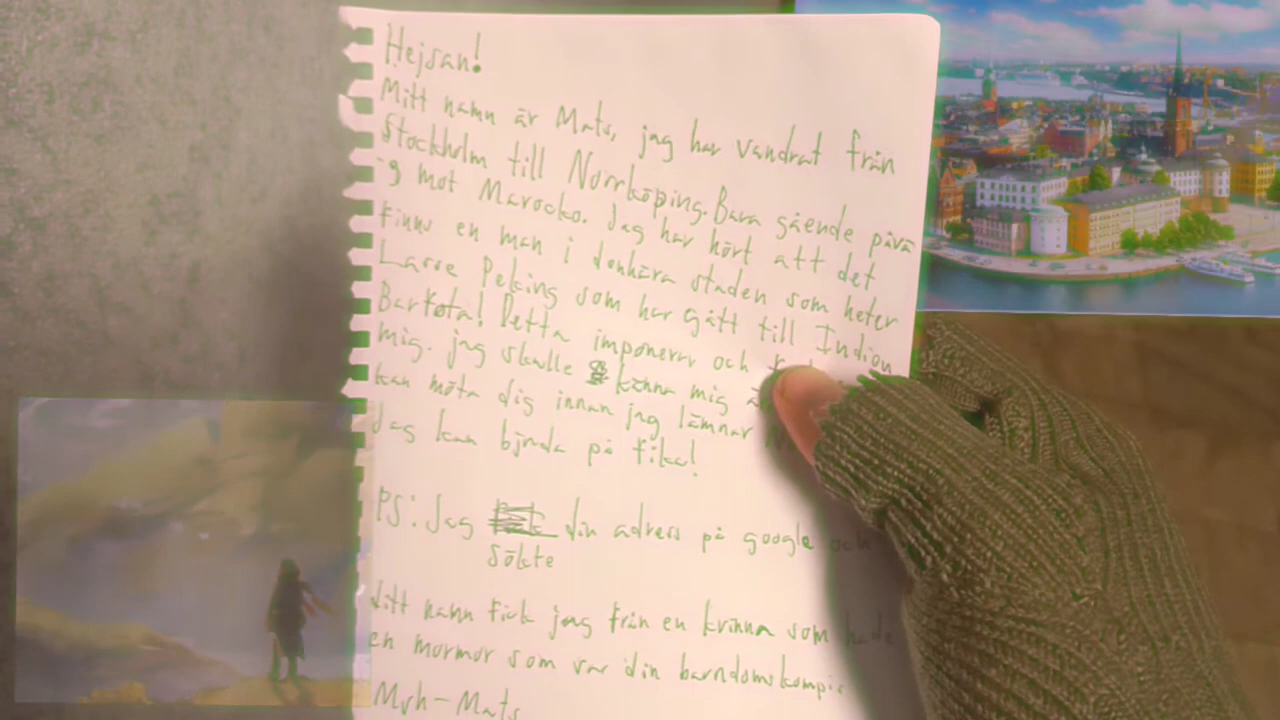 Hejsan!
Mitt namn är Mats, jag har vandrat från
Stockholm till Norrköping. Bara gående påvä
ig mot Marocko. Jag har hört att det
finns en man i denhära staden som heter
Lasse Peking som har gått till Indien
Barfota! Detta imponerar och
mig. jag skulle känna mig
kan möta dig innan jag lämnar
Jag kan bjuda på fika!
PS: Jag din adress på google och
sökte
ditt namn fick jag från en kvinna som hade
en mormor som var din barndomskompis
Mvh - Mats